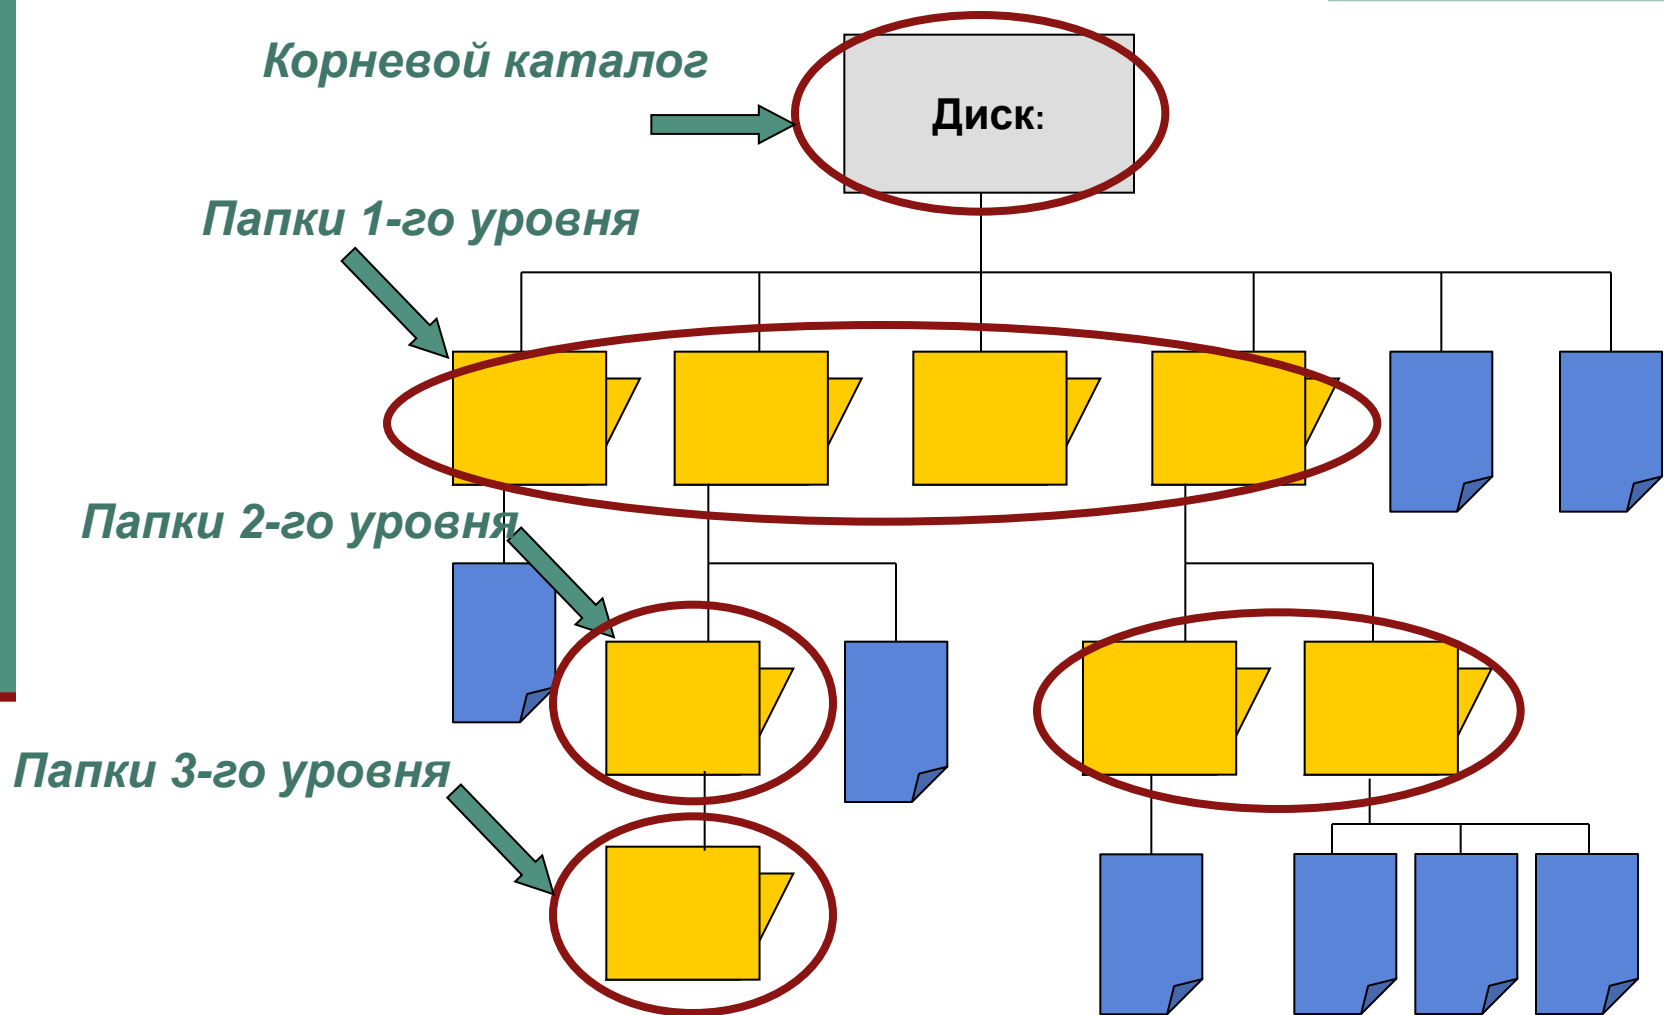 Корневой каталог
Диск:
Папки 1-го уровня
Папки 2-го уровня
Папки 3-го уровня